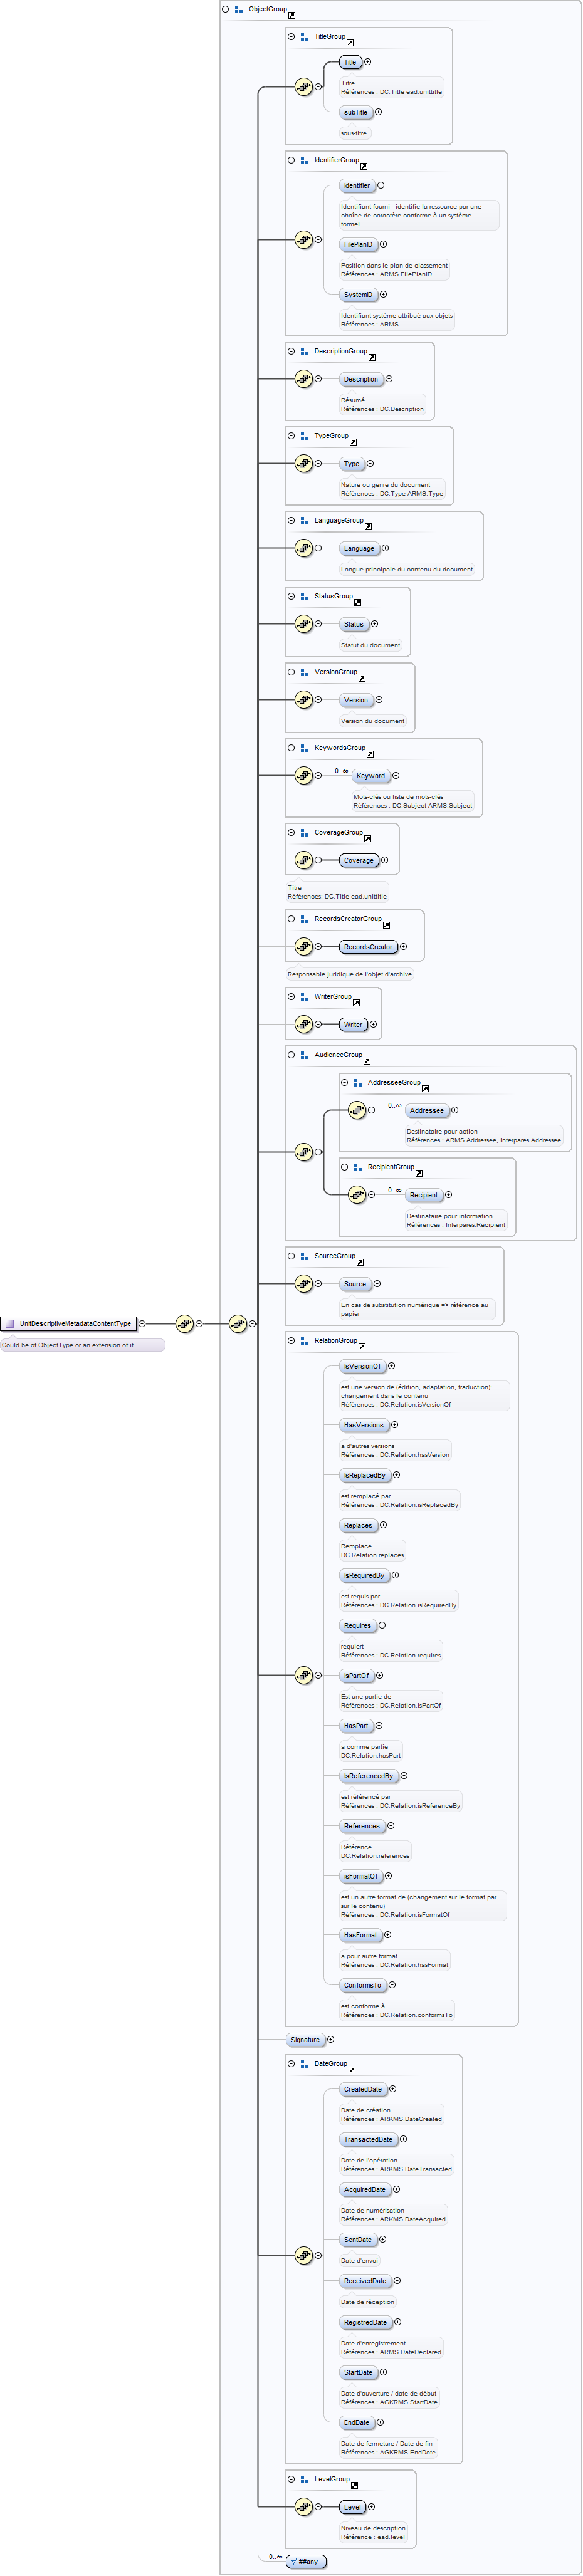 ObjectGroup
TitleGroup
Title
Titre
Références : DC.Title ead.unittitle
subTitle
sous-titre
IdentifierGroup
Identifier
Identifiant fourni - identifie la ressource par une
chaîne de caractère conforme à un système
formel...
FilePlanID
Position dans le plan de classement
Références : ARMS.FilePlanID
SystemID
Identifiant système attribué aux objets
Références : ARMS
DescriptionGroup
Description
Résumé
Références : DC.Description
TypeGroup
Type
Nature ou genre du document
Références : DC.Type ARMS.Type
LanguageGroup
Language
Langue principale du contenu du document
StatusGroup
Status
Statut du document
VersionGroup
Version
Version du document
KeywordsGroup
0..∞
Keyword
Mots-clés ou liste de mots-clés
Références : DC.Subject ARMS.Subject
CoverageGroup
Coverage
Titre
Références: DC.Title ead.unittitle
RecordsCreatorGroup
RecordsCreator
Responsable juridique de l'objet d'archive
WriterGroup
Writer
AudienceGroup
AddresseeGroup
0..∞
Addressee
Destinataire pour action
Références : ARMS.Addressee, Interpares.Addressee
RecipientGroup
0..∞
Recipient
Destinataire pour information
Références : Interpares.Recipient
SourceGroup
Source
En cas de substitution numérique => référence au
papier
UnitDescriptiveMetadataContentType
Could be of ObjectType or an extension of it
RelationGroup
IsVersionOf
est une version de (édition, adaptation, traduction):
changement dans le contenu
Références : DC.Relation.isVersionOf
HasVersions
a d'autres versions
Références : DC.Relation.hasVersion
IsReplacedBy
est remplacé par
Références : DC.Relation.isReplacedBy
Replaces
Remplace
DC.Relation.replaces
IsRequiredBy
est requis par
Références : DC.Relation.isRequiredBy
Requires
requiert
Références : DC.Relation.requires
IsPartOf
Est une partie de
Références : DC.Relation.isPartOf
HasPart
a comme partie
DC.Relation.hasPart
IsReferencedBy
est référencé par
Références : DC.Relation.isReferenceBy
References
Référence
DC.Relation.references
isFormatOf
est un autre format de (changement sur le format par
sur le contenu)
Références : DC.Relation.isFormatOf
HasFormat
a pour autre format
Références : DC.Relation.hasFormat
ConformsTo
est conforme à
Références : DC.Relation.conformsTo
Signature
DateGroup
CreatedDate
Date de création
Références : ARKMS.DateCreated
TransactedDate
Date de l'opération
Références : ARKMS.DateTransacted
AcquiredDate
Date de numérisation
Références : ARKMS.DateAcquired
SentDate
Date d'envoi
ReceivedDate
Date de réception
RegistredDate
Date d'enregistrement
Références : ARMS.DateDeclared
StartDate
Date d'ouverture / date de début
Références : AGKRMS.StartDate
EndDate
Date de fermeture / Date de fin
Références : AGKRMS.EndDate
LevelGroup
Level
Niveau de description
Référence : ead.level
0..∞
##any